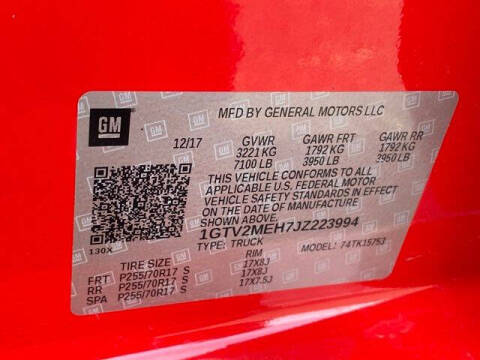 GM
MFD BY GENERAL MOTORS LLC
12/17 GVWR GAWR FRT GAWR RR
3221 KG 1792 KG 1792 KG
7100 LB 3950 LB 3950 LB
THIS VEHICLE CONFORMS TO ALL
APPLICABLE U.S. FEDERAL MOTOR
VEHICLE SAFETY STANDARDS
IN EFFECT ON THE DATE OF MANUFACTURE
SHOWN ABOVE.
1GTV2MEH7JZ223994
130X
TYPE: TRUCK MODEL: 74TK15753
TIRE SIZE RIM
FRT P255/70R17 S 17X8J
RR P255/70R17 S 17X8J
SPA P255/70R17 S 17X7.5J